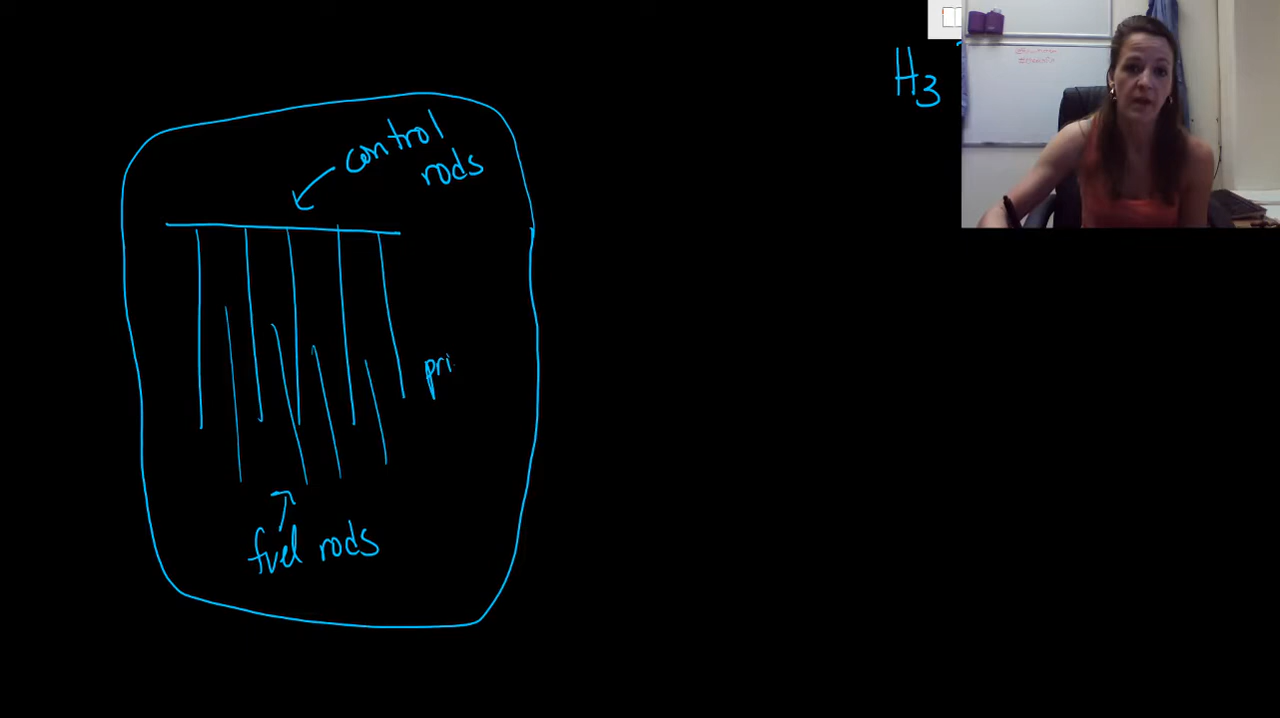 control
rods
H3
pri
fuel rods